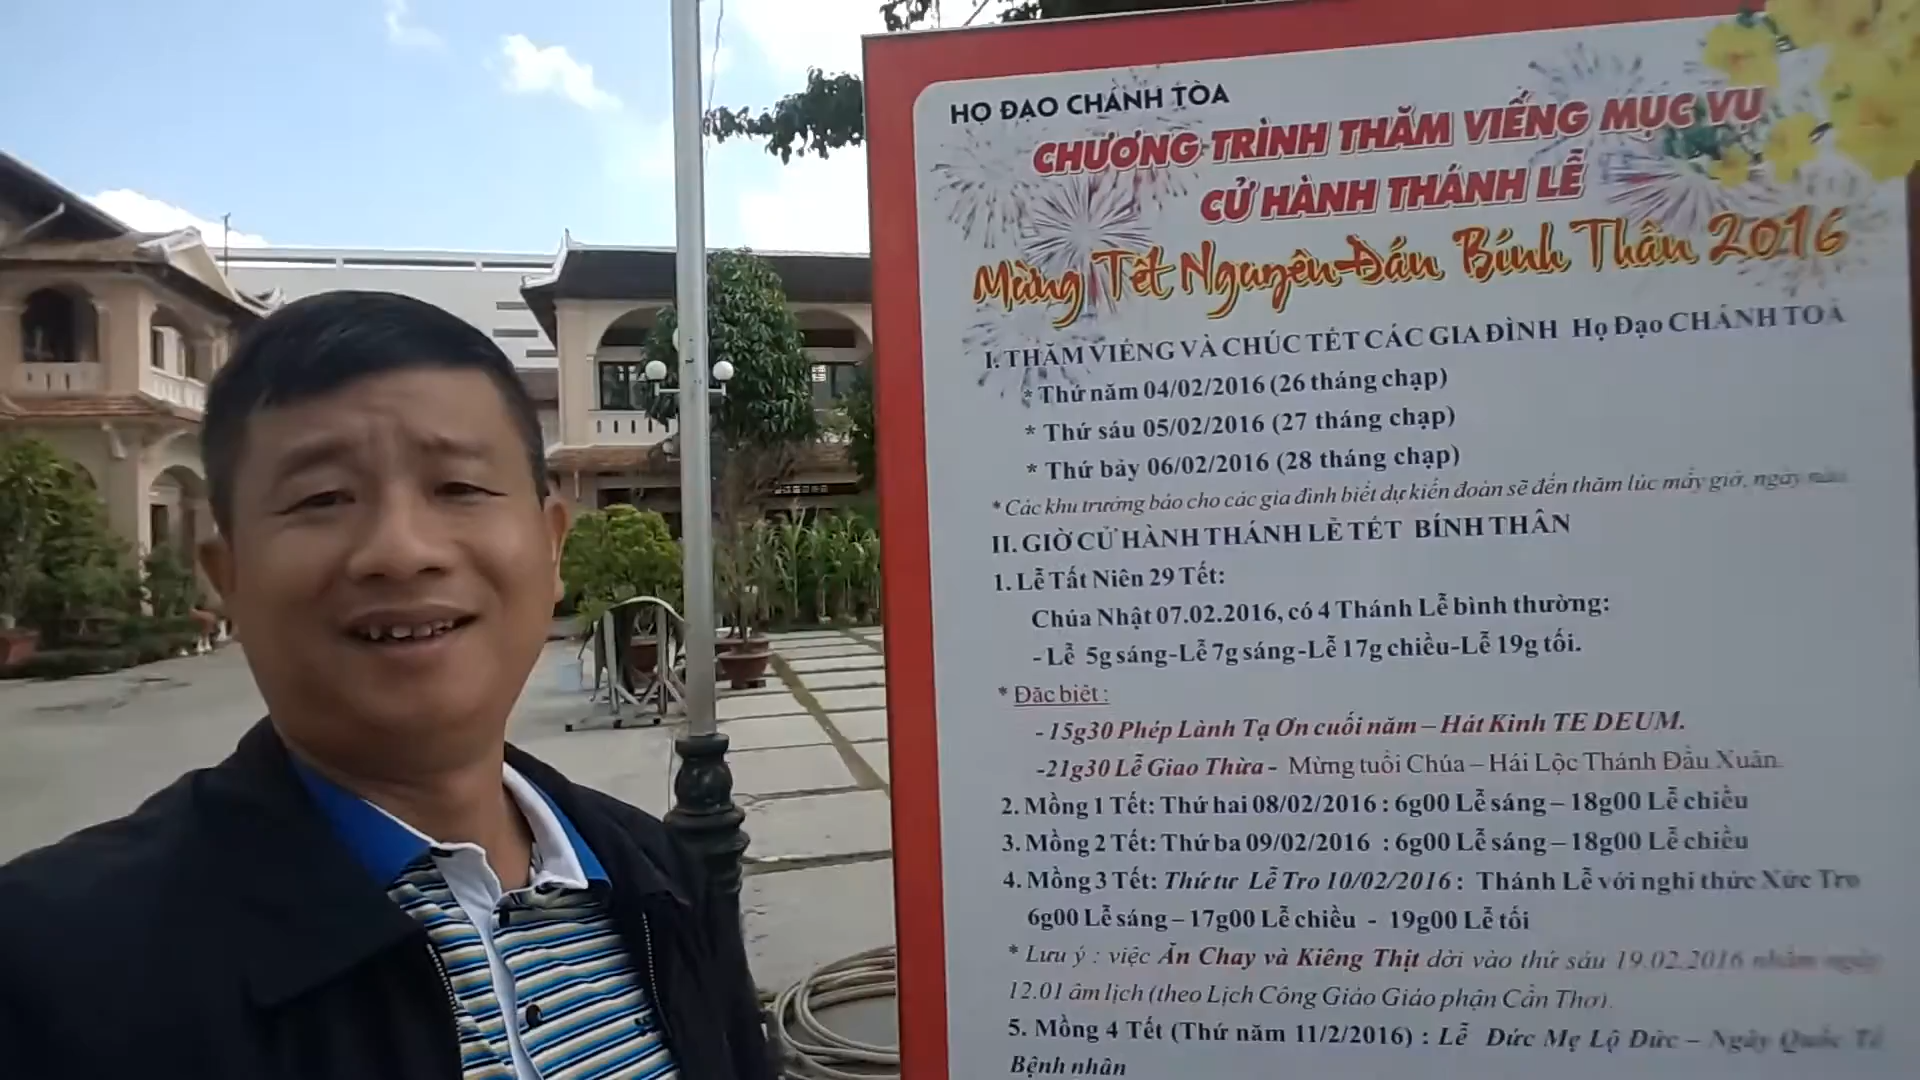 HỌ ĐẠO CHÁNH TÒA
CHƯƠNG TRÌNH THĂM VIẾNG MỤC VỤ
CỬ HÀNH THÁNH LỄ
Mừng Tết Nguyên Đán Bính Thân 2016
I. THĂM VIẾNG VÀ CHÚC TẾT CÁC GIA ĐÌNH Họ Đạo CHÁNH TOÀ
* Thứ năm 04/02/2016 (26 tháng chạp)
* Thứ sáu 05/02/2016 (27 tháng chạp)
* Thứ bảy 06/02/2016 (28 tháng chạp)
* Các khu trưởng báo cho các gia đình biết dự kiến đoàn sẽ đến thăm lúc mấy giờ, ngày nào
II. GIỜ CỬ HÀNH THÁNH LỄ TẾT BÍNH THÂN
1. Lễ Tất Niên 29 Tết:
Chúa Nhật 07.02.2016, có 4 Thánh Lễ bình thường:
- Lễ 5g sáng-Lễ 7g sáng-Lễ 17g chiều-Lễ 19g tối.
* Đặc biệt :
- 15g30 Phép Lành Tạ Ơn cuối năm – Hát Kinh TE DEUM.
-21g30 Lễ Giao Thừa - Mừng tuổi Chúa – Hái Lộc Thánh Đầu Xuân.
2. Mồng 1 Tết: Thứ hai 08/02/2016 : 6g00 Lễ sáng – 18g00 Lễ chiều
3. Mồng 2 Tết: Thứ ba 09/02/2016 : 6g00 Lễ sáng – 18g00 Lễ chiều
4. Mồng 3 Tết: Thứ tư Lễ Tro 10/02/2016 : Thánh Lễ với nghi thức Xức Tro
6g00 Lễ sáng – 17g00 Lễ chiều - 19g00 Lễ tối
* Lưu ý : việc Ăn Chay và Kiêng Thịt dời vào thứ sáu 19.02.2016 nhằm ngày
12.01 âm lịch (theo Lịch Công Giáo Giáo phận Cần Thơ).
5. Mồng 4 Tết (Thứ năm 11/2/2016) : Lễ Đức Mẹ Lộ Đức – Ngày Quốc Tế
Bệnh nhân